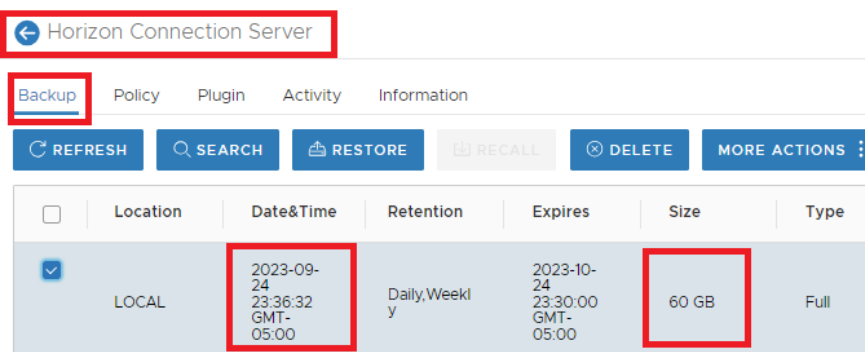 Horizon Connection Server
Backup Policy Plugin Activity Information
REFRESH SEARCH RESTORE RECALL DELETE MORE ACTIONS
Location Date&Time Retention Expires Size Type
LOCAL
2023-09-
24
23:36:32
GMT-
05:00
Daily,Weekl
y
2023-10-
24
23:30:00
GMT-
05:00
60 GB
Full